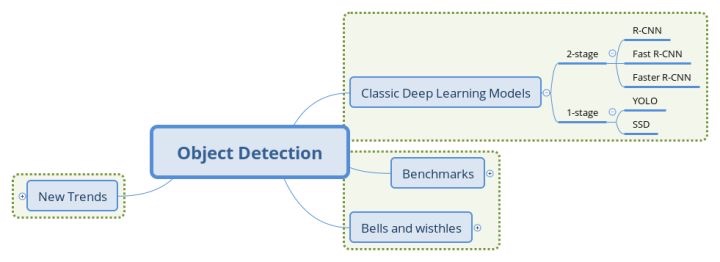 Object Detection
Classic Deep Learning Models
2-stage
R-CNN
Fast R-CNN
Faster R-CNN
1-stage
YOLO
SSD
Benchmarks
Bells and wisthles
New Trends